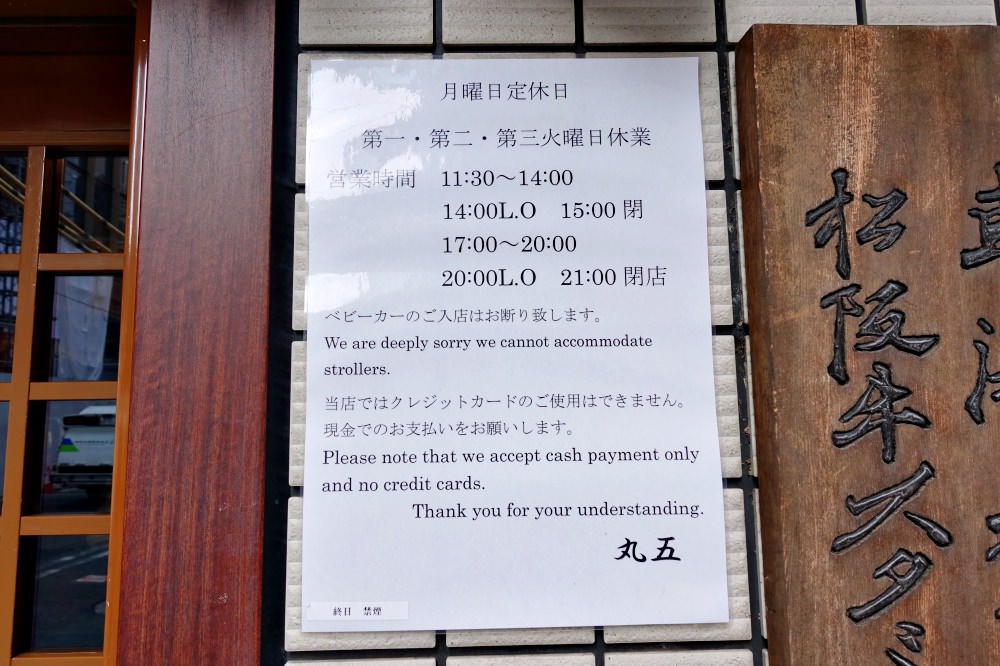 月曜日定休日
第一・第二・第三火曜日休業
営業時間 11:30～14:00
14:00L.O 15:00 閉
17:00～20:00
20:00L.O 21:00 閉店
ベビーカーのご入店はお断り致します。
We are deeply sorry we cannot accommodate
strollers.
当店ではクレジットカードのご使用はできません。
現金でのお支払いをお願いします。
Please note that we accept cash payment only
and no credit cards.
Thank you for your understanding.
丸五
終日 禁煙
松阪牛スタミ